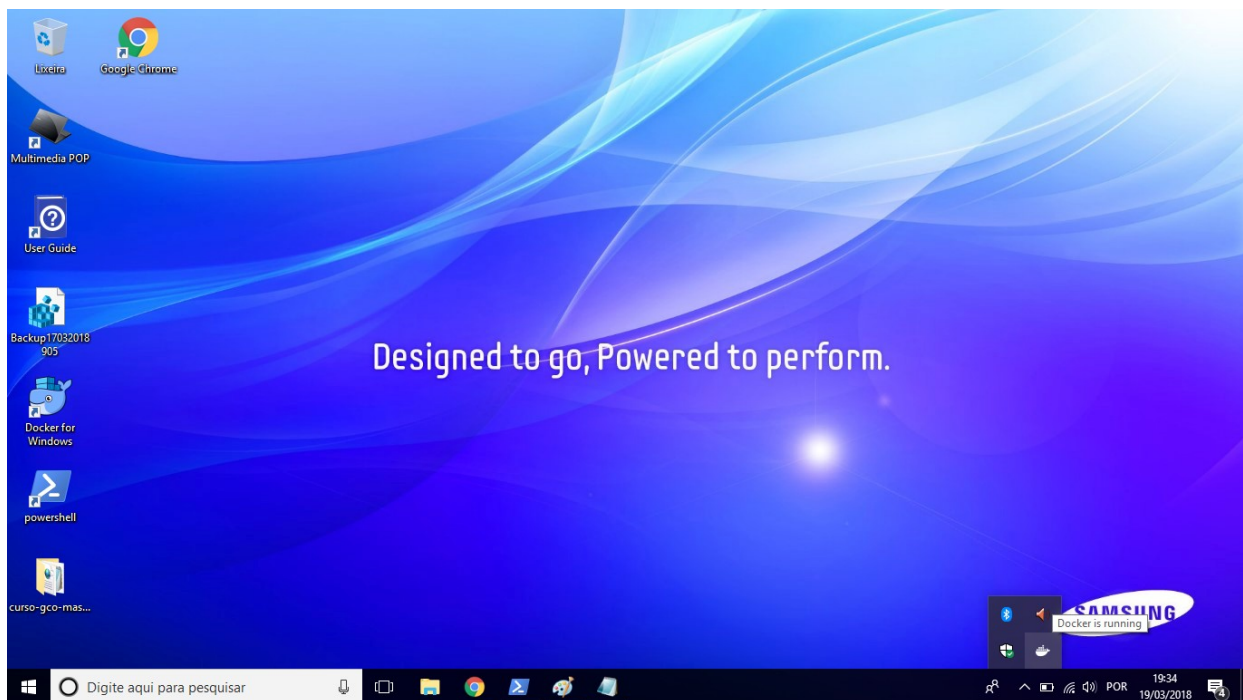 Lixeira
Google Chrome
Multimedia POP
User Guide
Backup17032018
905
Docker for
Windows
powershell
curso-gco-mas...
Designed to go, Powered to perform.
SAMSUNG
Docker is running
Digite aqui para pesquisar
POR
19:34
19/03/2018
4